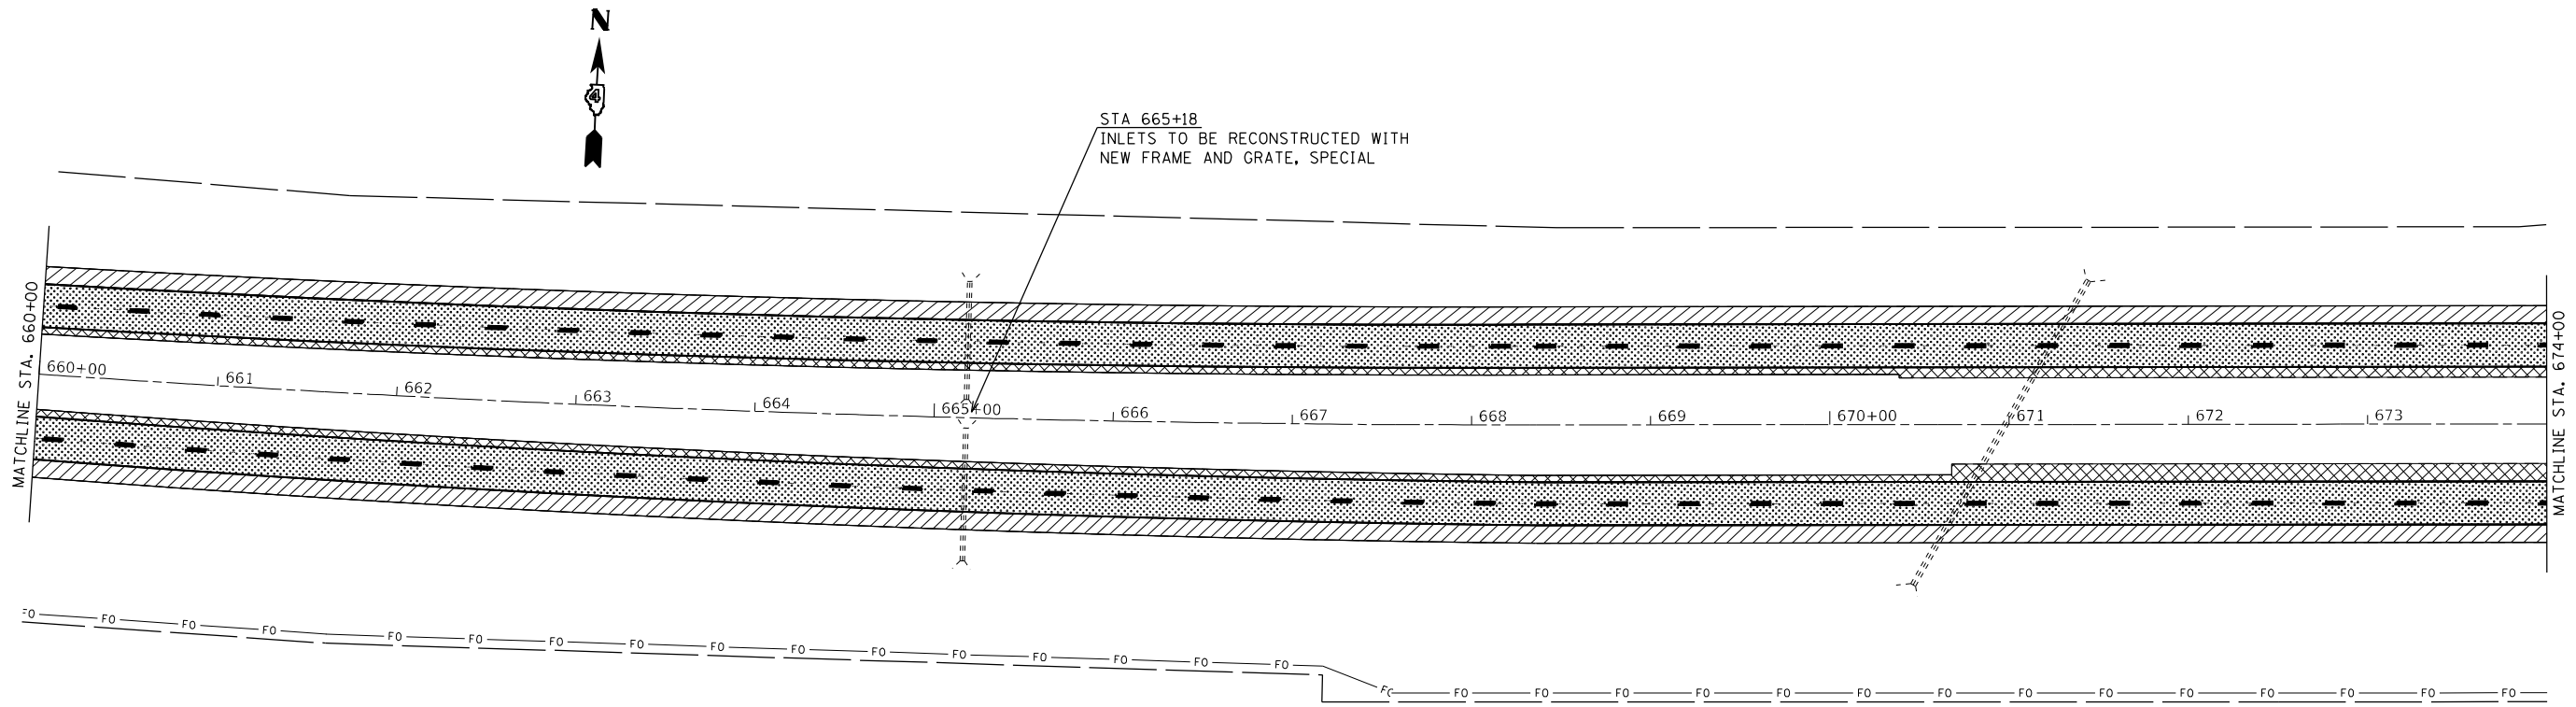 N
4
STA 665+18
INLETS TO BE RECONSTRUCTED WITH
NEW FRAME AND GRATE, SPECIAL
MATCHLINE STA. 660+00
660+00 661 662 663 664 665+00 666 667 668 669 670+00 671 672 673
MATCHLINE STA. 674+00
FO FO FO FO FO FO FO FO FO FO FO FO FO FO FO FO FO FO FO FO FO FO FO FO FO FO FO FO FO FO FO